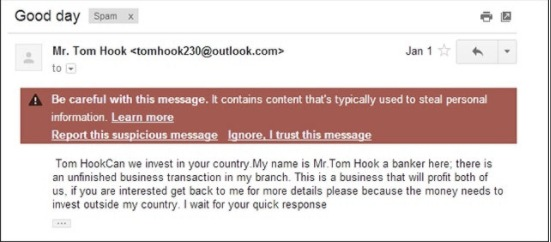 Good day Spam x
Mr. Tom Hook <tomhook230@outlook.com> Jan 1
to
Be careful with this message. It contains content that's typically used to steal personal
information. Learn more
Report this suspicious message Ignore, I trust this message
Tom HookCan we invest in your country.My name is Mr.Tom Hook a banker here; there is
an unfinished business transaction in my branch. This is a business that will profit both of
us, if you are interested get back to me for more details please because the money needs to
invest outside my country. I wait for your quick response